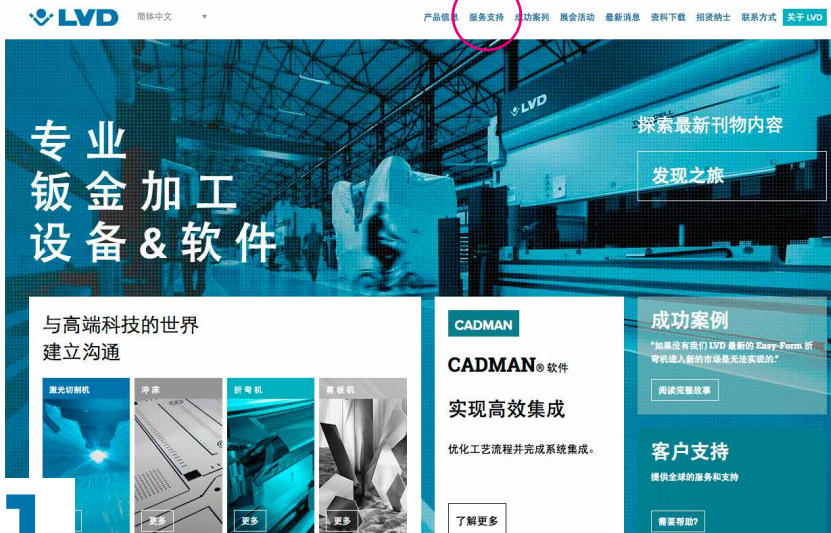 LVD
简体中文
产品信息 服务支持 成功案列 展会活动 最新消息 资料下载 招贤纳士 联系方式 关于 LVD
LVD
135/30
专业
钣金加工
设备&软件
探索最新刊物内容
发现之旅
与高端科技的世界
建立沟通
激光切割机
冲床
折弯机
剪板机
更多
更多
更多
CADMAN
CADMAN® 软件
实现高效集成
优化工艺流程并完成系统集成。
了解更多
成功案例
“如果没有我们 LVD 最新的 Easy-Form 折
弯机进入新的市场是无法实现的.”
阅读完整故事
客户支持
提供全球的服务和支持
需要帮助?
1